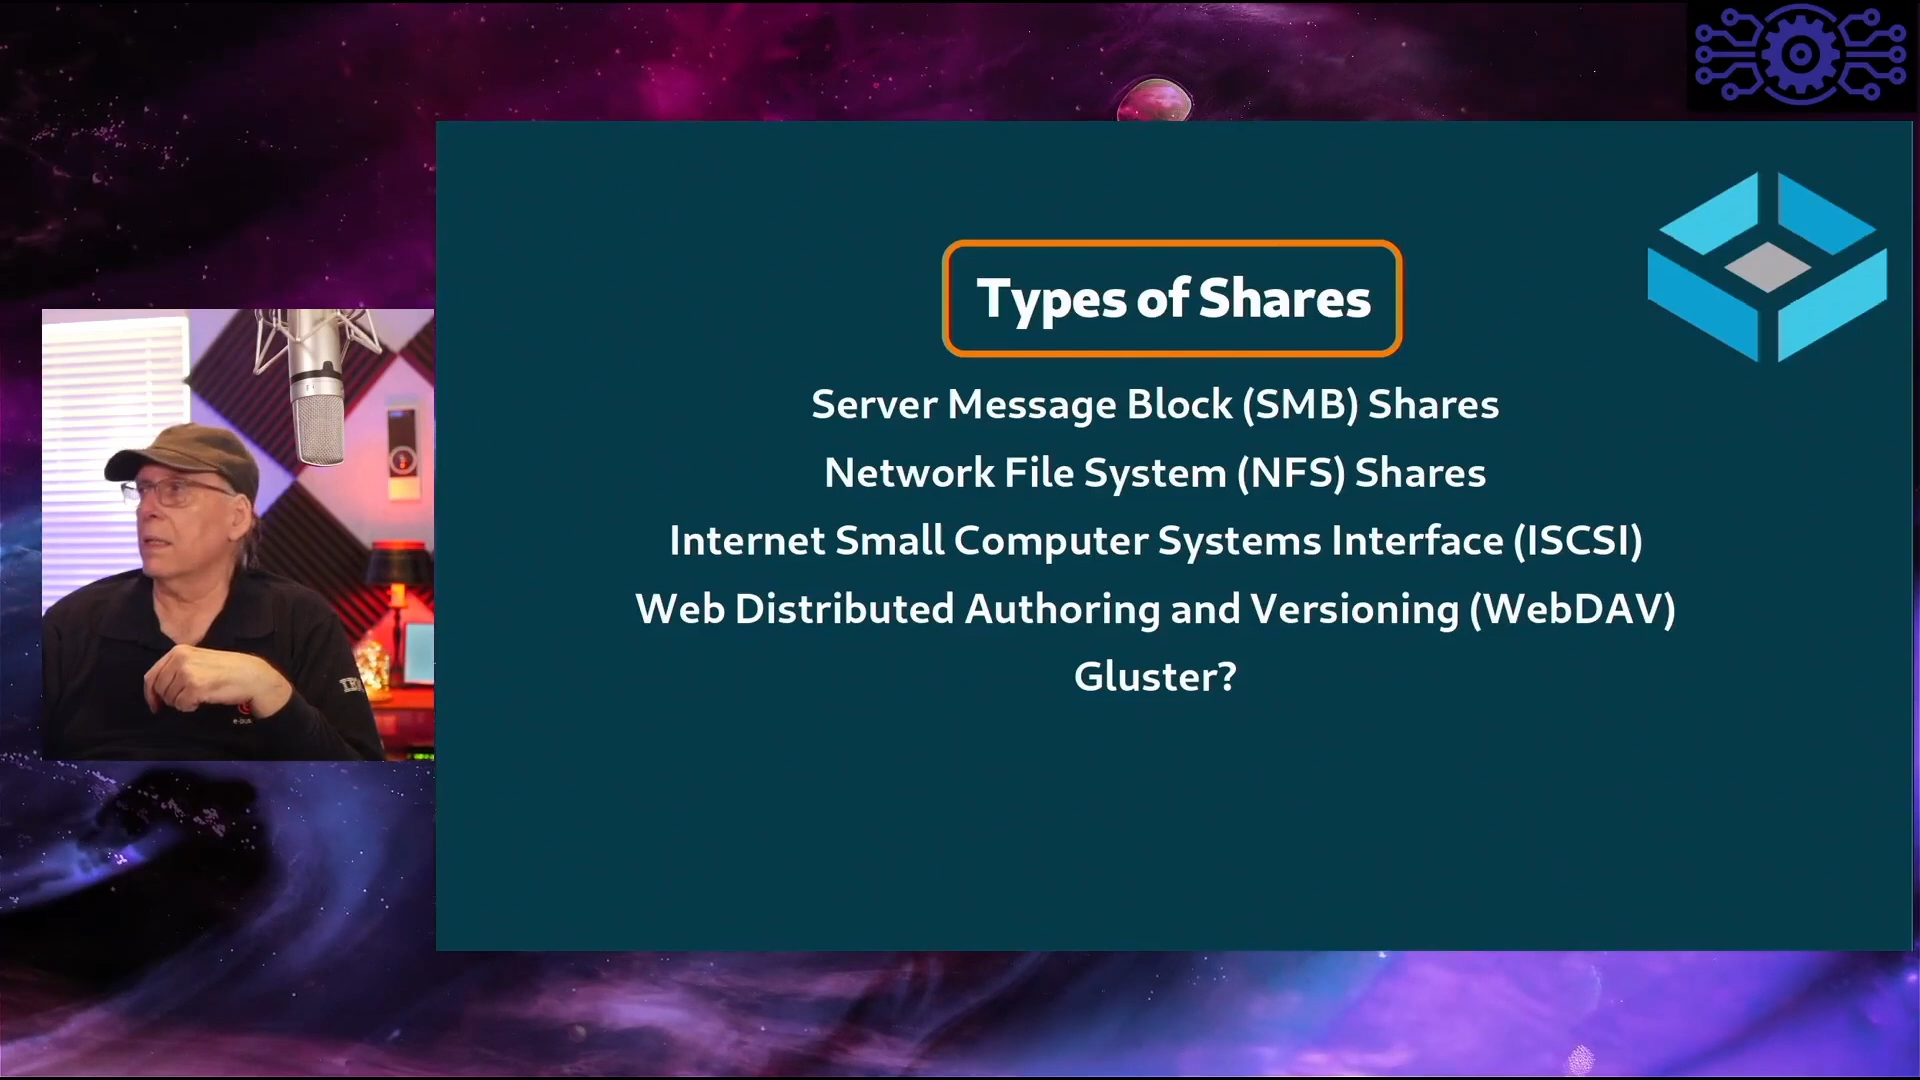 Types of Shares
Server Message Block (SMB) Shares
Network File System (NFS) Shares
Internet Small Computer Systems Interface (ISCSI)
Web Distributed Authoring and Versioning (WebDAV)
Gluster?